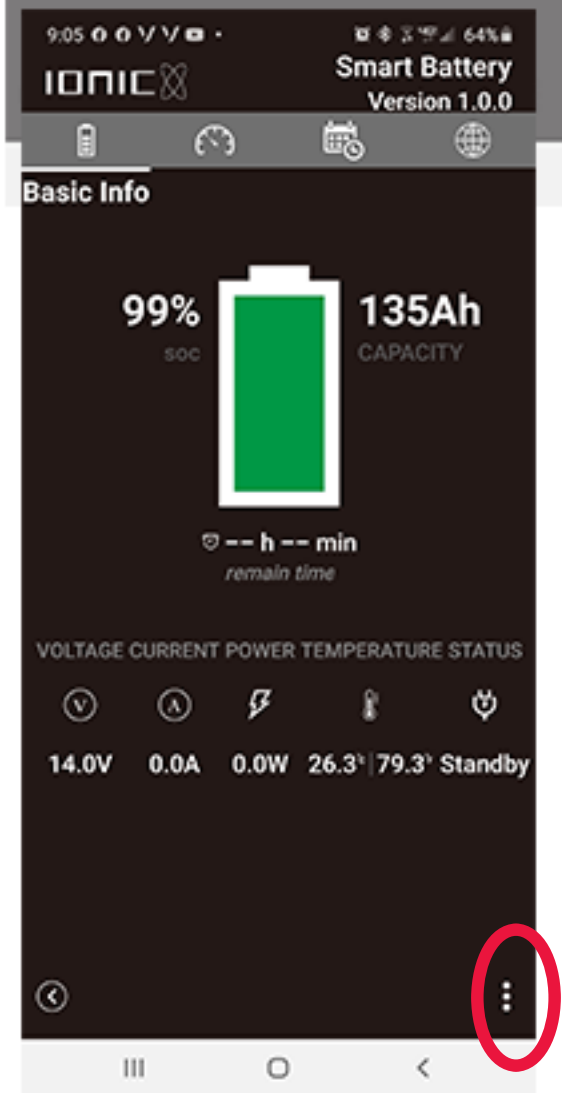 9:05 64%
IONIC
Smart Battery
Version 1.0.0
Basic Info
99%
soc
135Ah
CAPACITY
-- h -- min
remain time
VOLTAGE CURRENT POWER TEMPERATURE STATUS
V A
14.0V 0.0A 0.0W 26.3 79.3 Standby